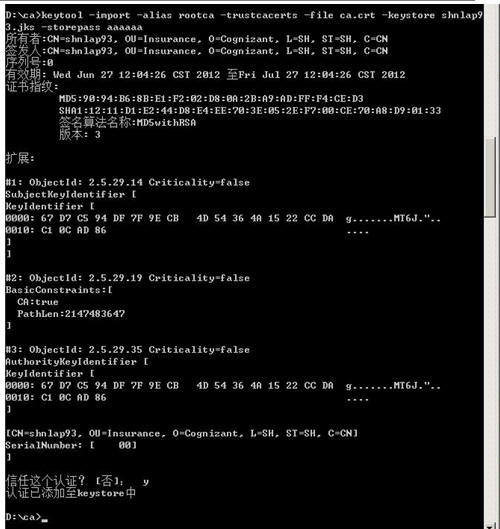 D:\ca>keytool -import -alias rootca -trustcacerts -file ca.crt -keystore shnlap9
3.jks -storepass aaaaaa
所有者:CN=shnlap93, OU=Insurance, O=Cognizant, L=SH, ST=SH, C=CN
签发人:CN=shnlap93, OU=Insurance, O=Cognizant, L=SH, ST=SH, C=CN
序列号:0
有效期: Wed Jun 27 12:04:26 CST 2012 至Fri Jul 27 12:04:26 CST 2012
证书指纹:
MD5:90:94:B6:8B:E1:F2:02:D8:0A:2B:A9:AD:FF:F4:CE:D3
SHA1:12:11:D1:E2:44:D8:E4:EE:70:3E:05:2E:F7:00:CE:70:A8:D9:01:33
签名算法名称:MD5withRSA
版本: 3
扩展:
#1: ObjectId: 2.5.29.14 Criticality=false
SubjectKeyIdentifier [
KeyIdentifier [
0000: 67 D7 C5 94 DF 7F 9E CB   4D 54 36 4A 15 22 CC DA  g.......MT6J."..
0010: C1 0C AD 86                                        ....
]
]
#2: ObjectId: 2.5.29.19 Criticality=false
BasicConstraints:[
CA:true
PathLen:2147483647
]
#3: ObjectId: 2.5.29.35 Criticality=false
AuthorityKeyIdentifier [
KeyIdentifier [
0000: 67 D7 C5 94 DF 7F 9E CB   4D 54 36 4A 15 22 CC DA  g.......MT6J."..
0010: C1 0C AD 86                                        ....
]
[CN=shnlap93, OU=Insurance, O=Cognizant, L=SH, ST=SH, C=CN]
SerialNumber: [    00]
]
信任这个认证? [否]:  y
认证已添加至keystore中
D:\ca>_